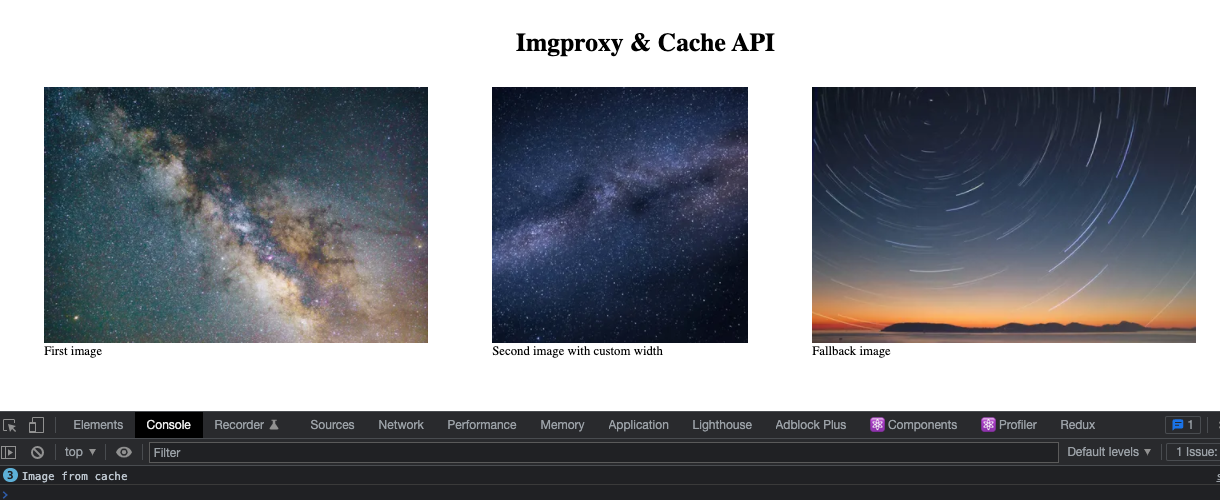 Imgproxy & Cache API
First image
Second image with custom width
Fallback image
Elements Console Recorder Sources Network Performance Memory Application Lighthouse Adblock Plus Components Profiler Redux 1
top Filter Default levels 1 Issue:
3 Image from cache